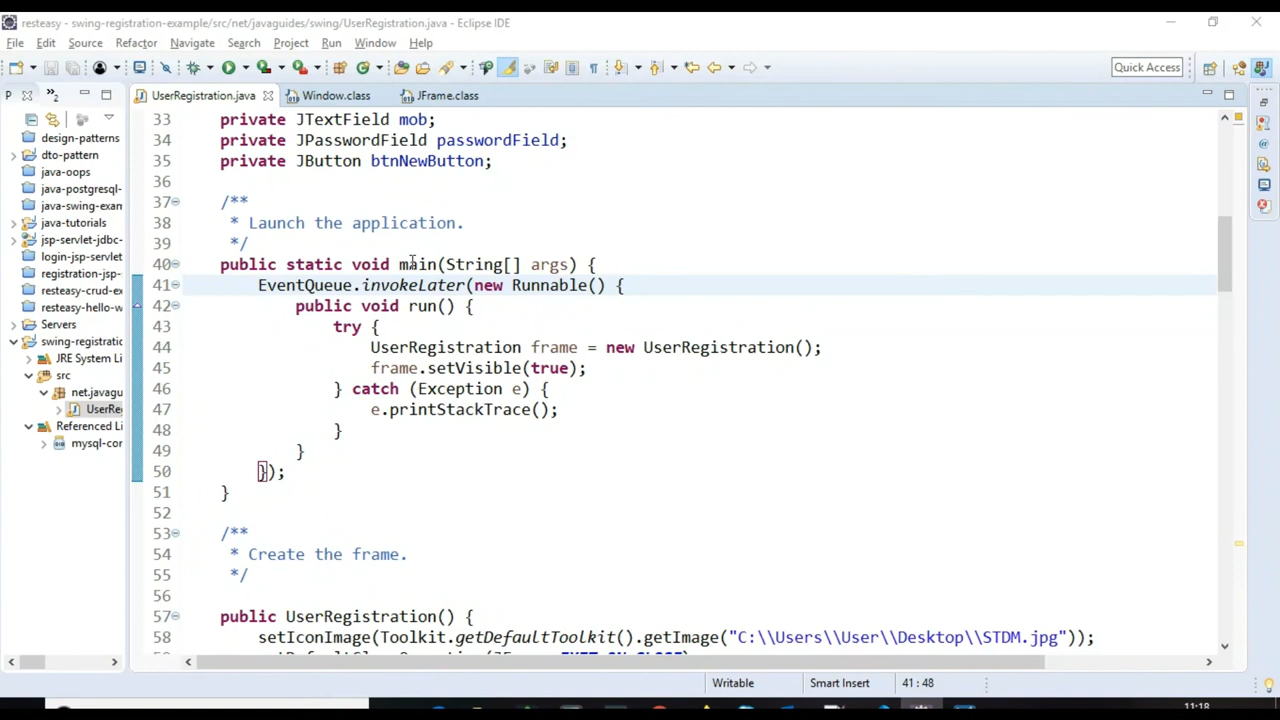 resteasy - swing-registration-example/src/net/javaguides/swing/UserRegistration.java - Eclipse IDE
File Edit Source Refactor Navigate Search Project Run Window Help
Quick Access
P
2
UserRegistration.java
Window.class
JFrame.class
design-patterns
dto-pattern
java-oops
java-postgresql-
java-swing-exam
java-tutorials
jsp-servlet-jdbc-
login-jsp-servlet
registration-jsp-
resteasy-crud-ex
resteasy-hello-w
Servers
swing-registratic
JRE System Li
src
net.javagu
UserRe
Referenced Li
mysql-cor
33 private JTextField mob;
34 private JPasswordField passwordField;
35 private JButton btnNewButton;
36
37 /**
38 * Launch the application.
39 */
40 public static void main(String[] args) {
41 EventQueue.invokeLater(new Runnable() {
42 public void run() {
43 try {
44 UserRegistration frame = new UserRegistration();
45 frame.setVisible(true);
46 } catch (Exception e) {
47 e.printStackTrace();
48 }
49 }
50 });
51 }
52
53 /**
54 * Create the frame.
55 */
56
57 public UserRegistration() {
58 setIconImage(Toolkit.getDefaultToolkit().getImage("C:\\Users\\User\\Desktop\\STDM.jpg"));
Writable
Smart Insert
41 : 48
11:18